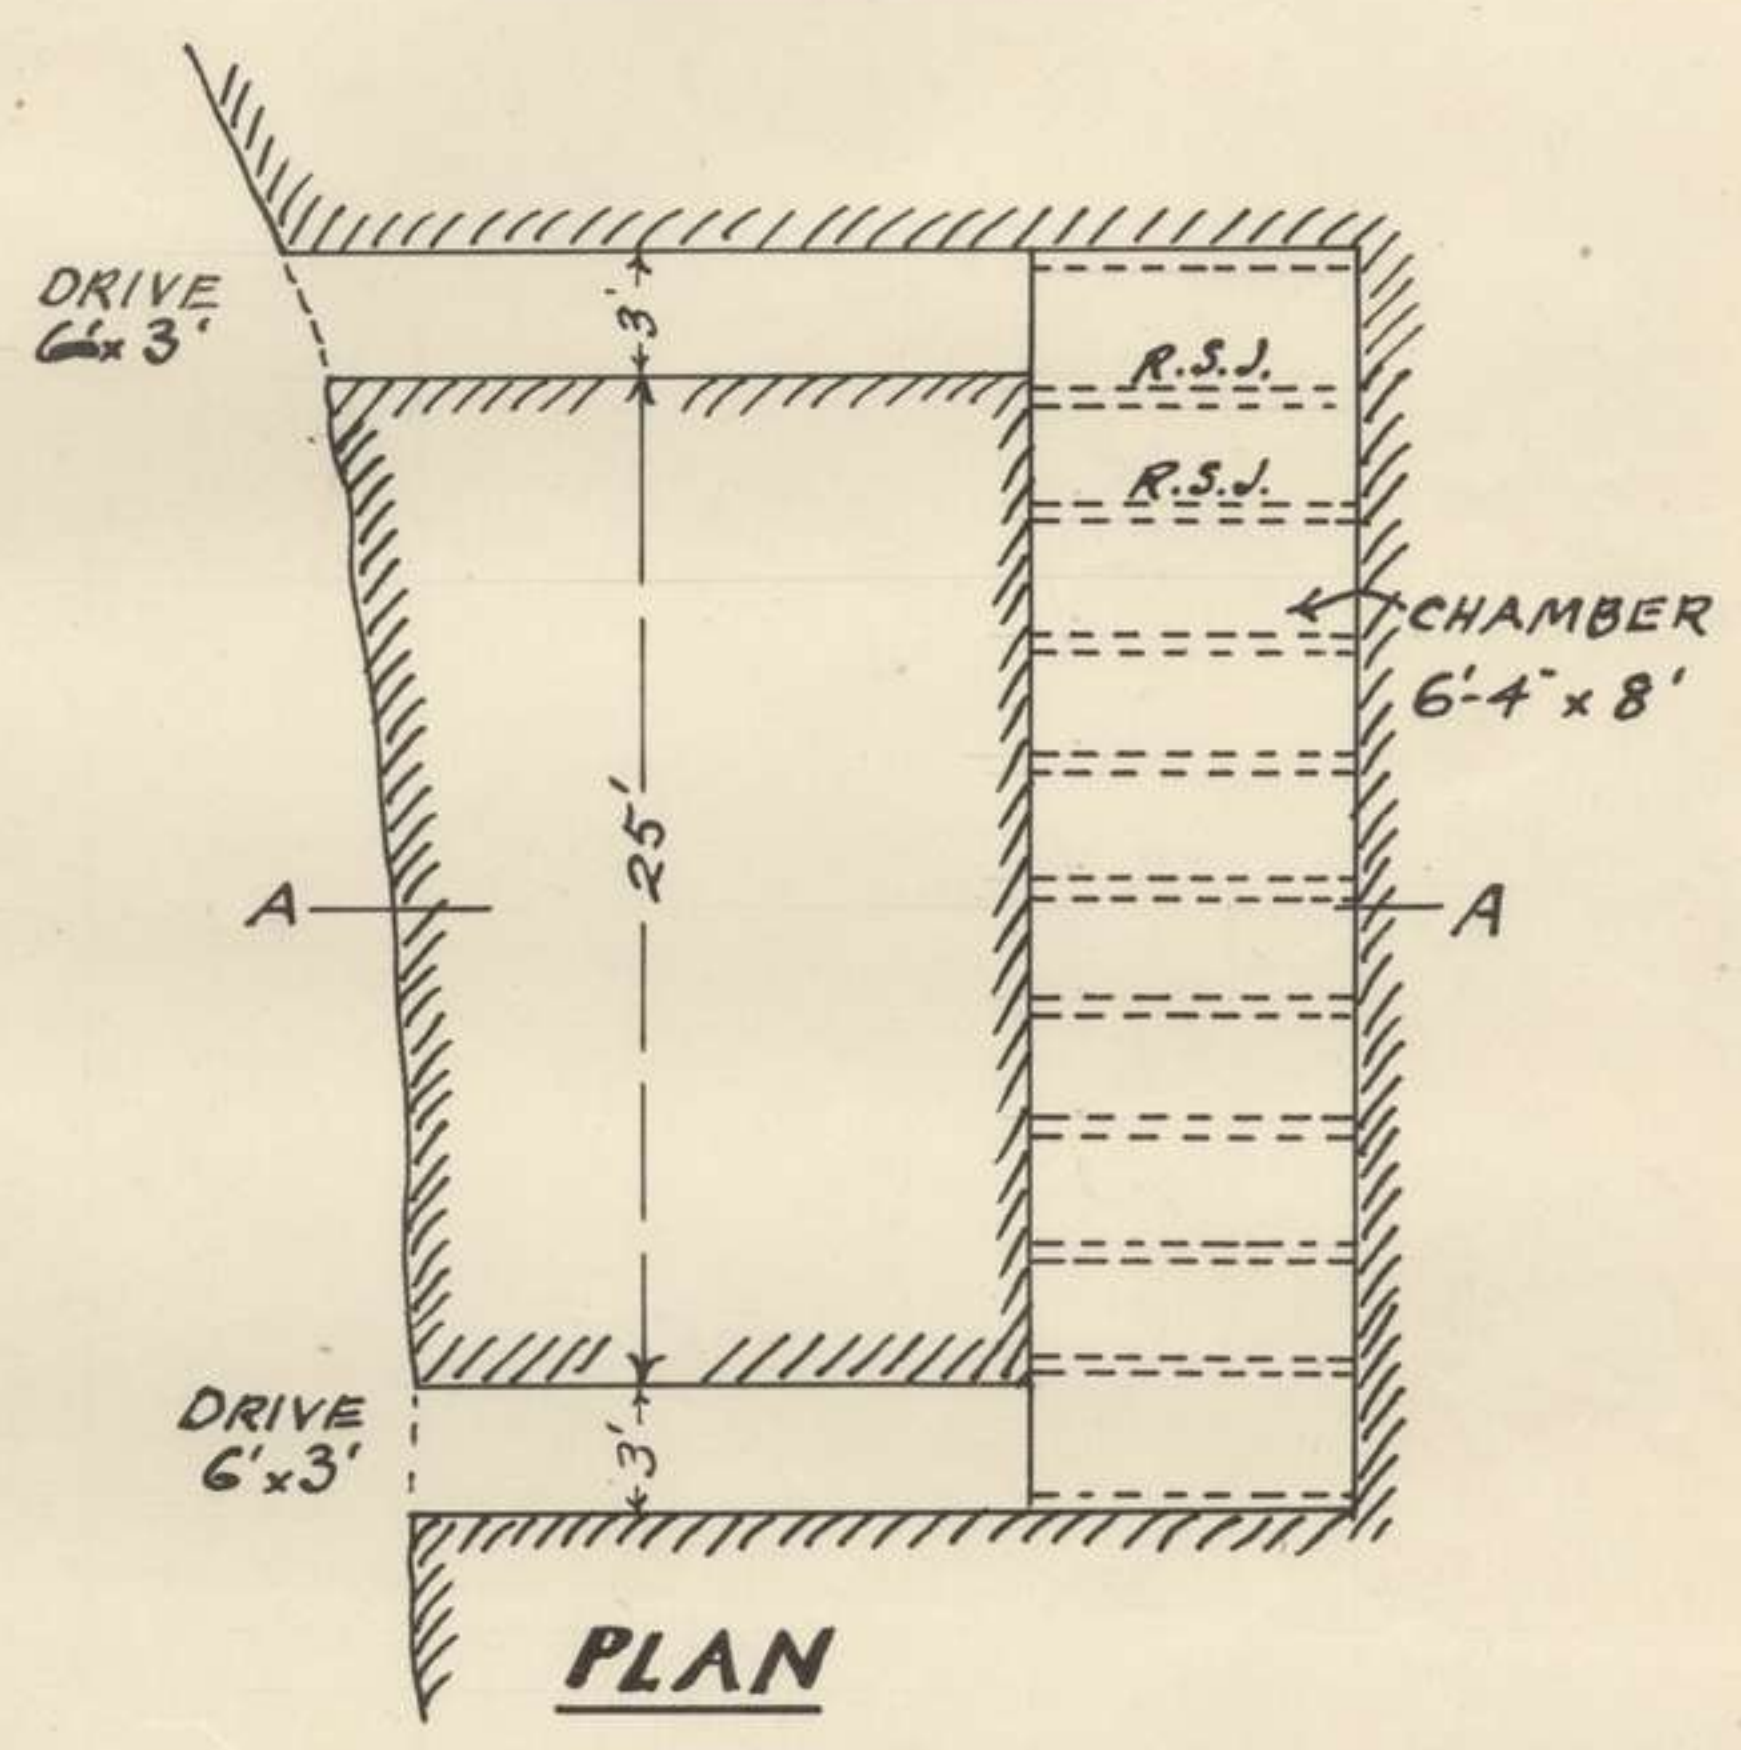 DRIVE
6'x 3'
3'
R.S.J.
R.S.J.
CHAMBER
6'-4" x 8'
25'
A
A
DRIVE
6'x3'
3'
PLAN